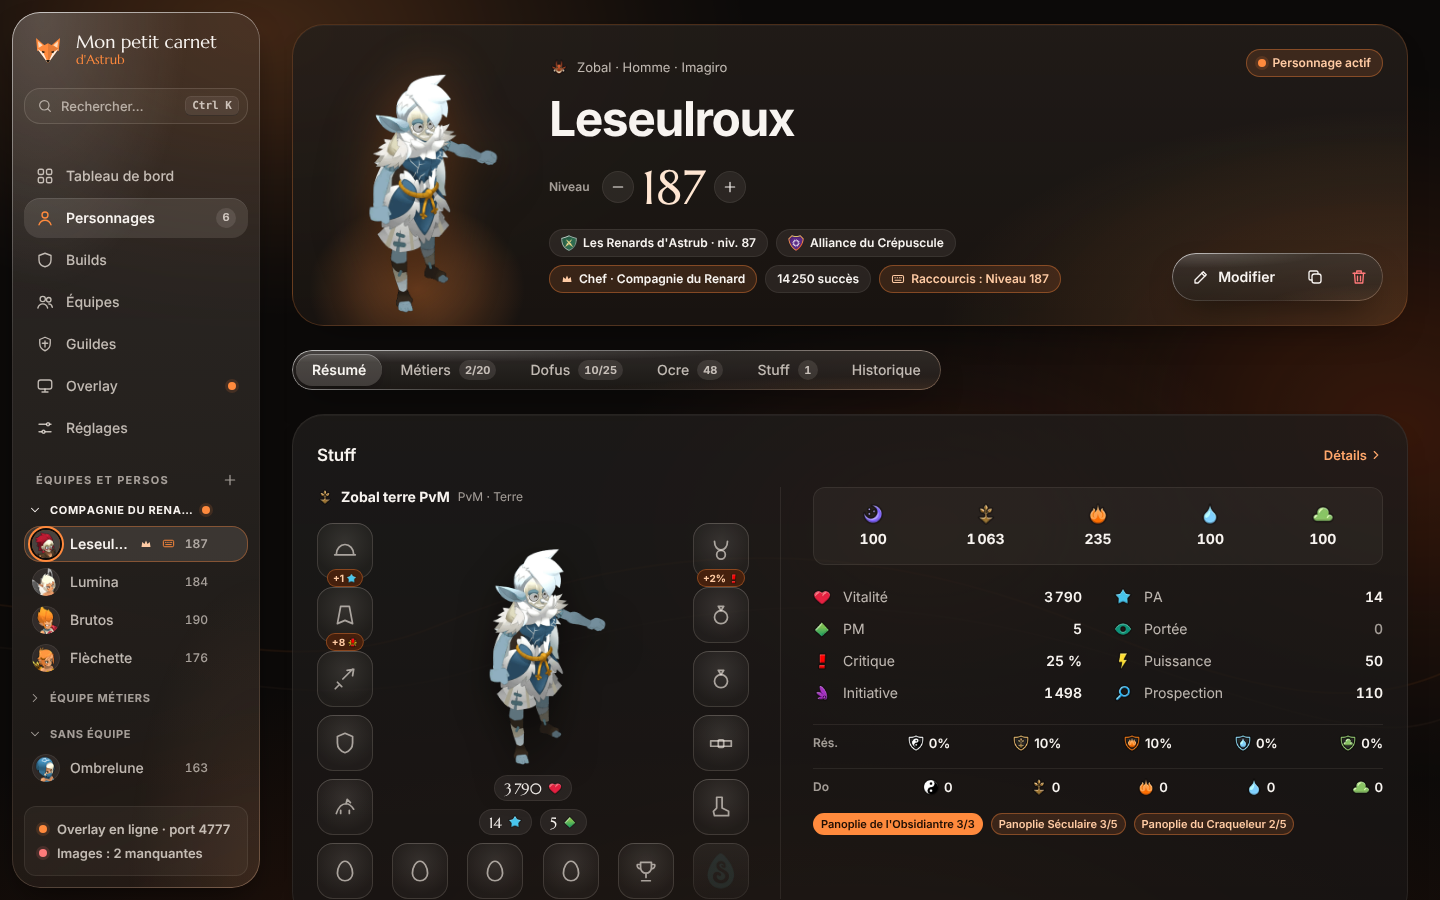 Mon petit carnet
d'Astrub
Rechercher...
Ctrl K
Tableau de bord
Personnages
6
Builds
Équipes
Guildes
Overlay
Réglages
ÉQUIPES ET PERSOS
COMPAGNIE DU RENA...
Leseul...
187
Lumina
184
Brutos
190
Flèchette
176
ÉQUIPE MÉTIERS
SANS ÉQUIPE
Ombrelune
163
Overlay en ligne · port 4777
Images : 2 manquantes
Zobal · Homme · Imagiro
Personnage actif
Leseulroux
Niveau
187
Les Renards d'Astrub · niv. 87
Alliance du Crépuscule
Chef · Compagnie du Renard
14 250 succès
Raccourcis : Niveau 187
Modifier
Résumé
Métiers 2/20
Dofus 10/25
Ocre 48
Stuff 1
Historique
Stuff
Détails
Zobal terre PvM PvM · Terre
+1
+2%
+8
3 790
14
5
100
1 063
235
100
100
Vitalité 3 790
PA 14
PM 5
Portée 0
Critique 25 %
Puissance 50
Initiative 1 498
Prospection 110
Rés. 0% 10% 10% 0% 0%
Do 0 0 0 0 0
Panoplie de l'Obsidiantre 3/3
Panoplie Séculaire 3/5
Panoplie du Craqueleur 2/5